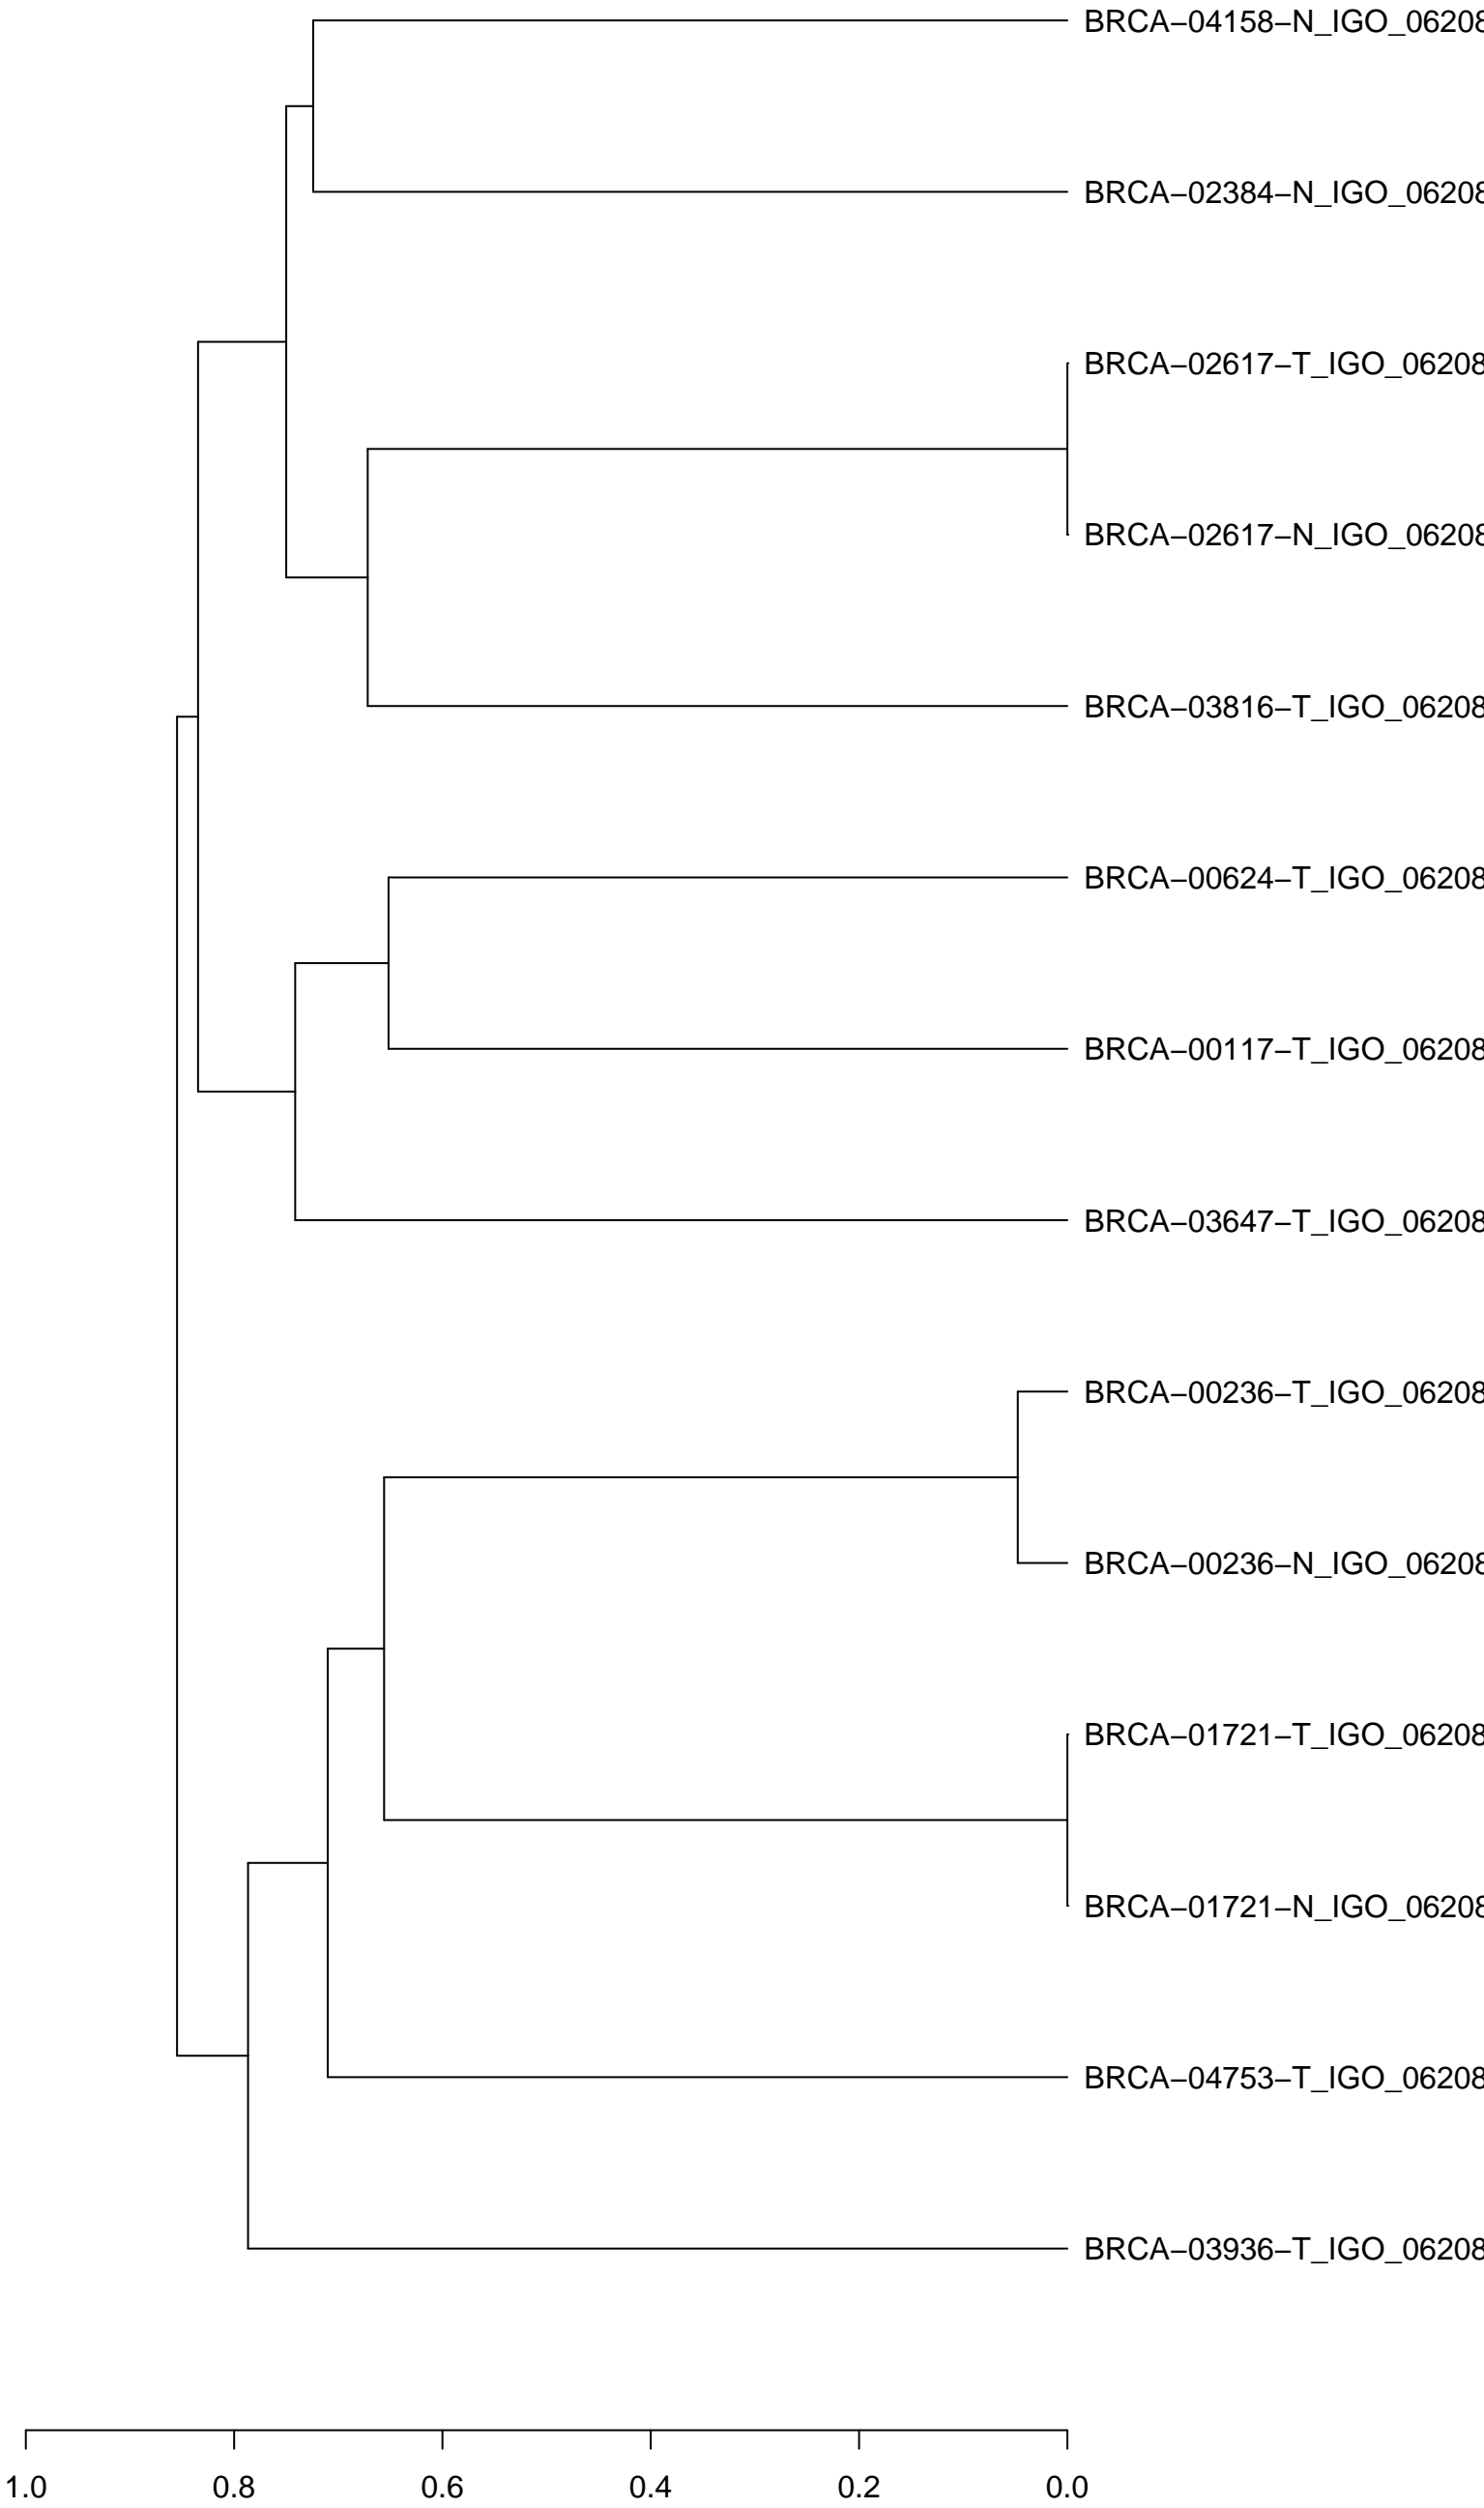 BRCA−04158−N_IGO_06208
BRCA−02384−N_IGO_06208
BRCA−02617−T_IGO_06208
BRCA−02617−N_IGO_06208
BRCA−03816−T_IGO_06208
BRCA−00624−T_IGO_06208
BRCA−00117−T_IGO_06208
BRCA−03647−T_IGO_06208
BRCA−00236−T_IGO_06208
BRCA−00236−N_IGO_06208
BRCA−01721−T_IGO_06208
BRCA−01721−N_IGO_06208
BRCA−04753−T_IGO_06208
BRCA−03936−T_IGO_06208
1.0 0.8 0.6 0.4 0.2 0.0